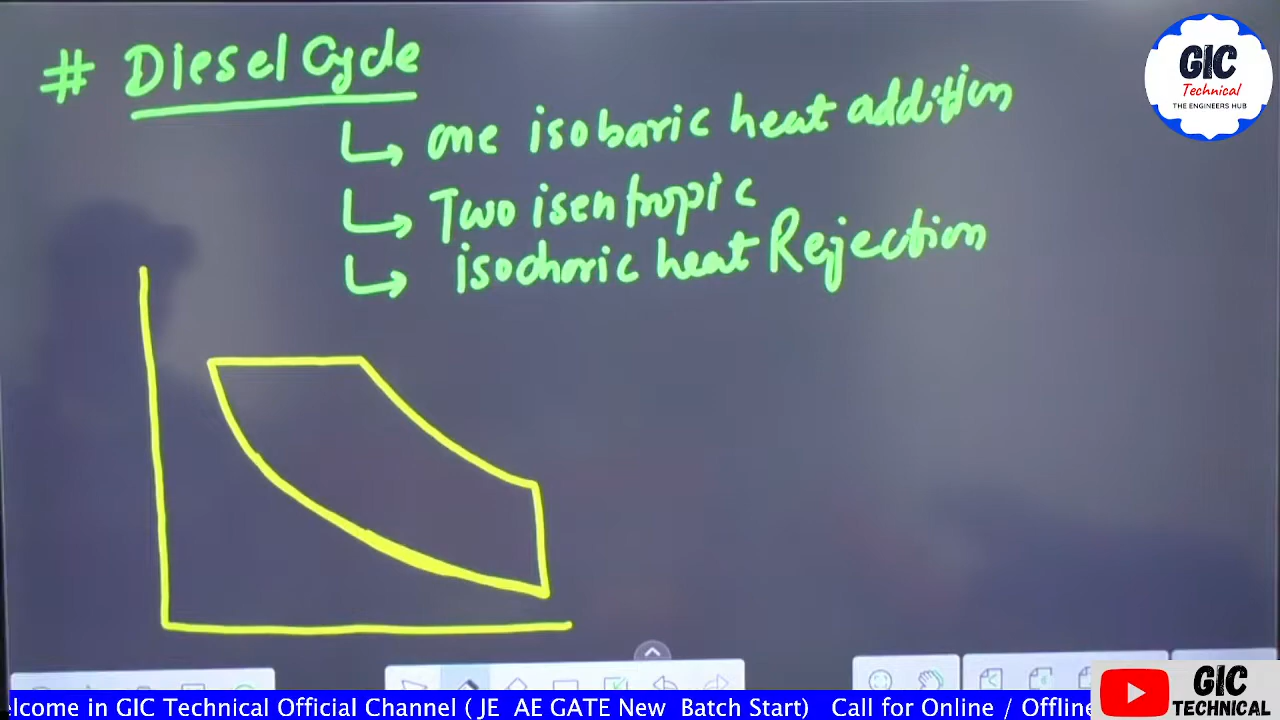 # Diesel Cycle
one isobaric heat addition
Two isentropic
isochoric heat Rejection
GIC
Technical
THE ENGINEERS HUB
elcome in GIC Technical Official Channel ( JE AE GATE New Batch Start) Call for Online / Offline
GIC
TECHNICAL